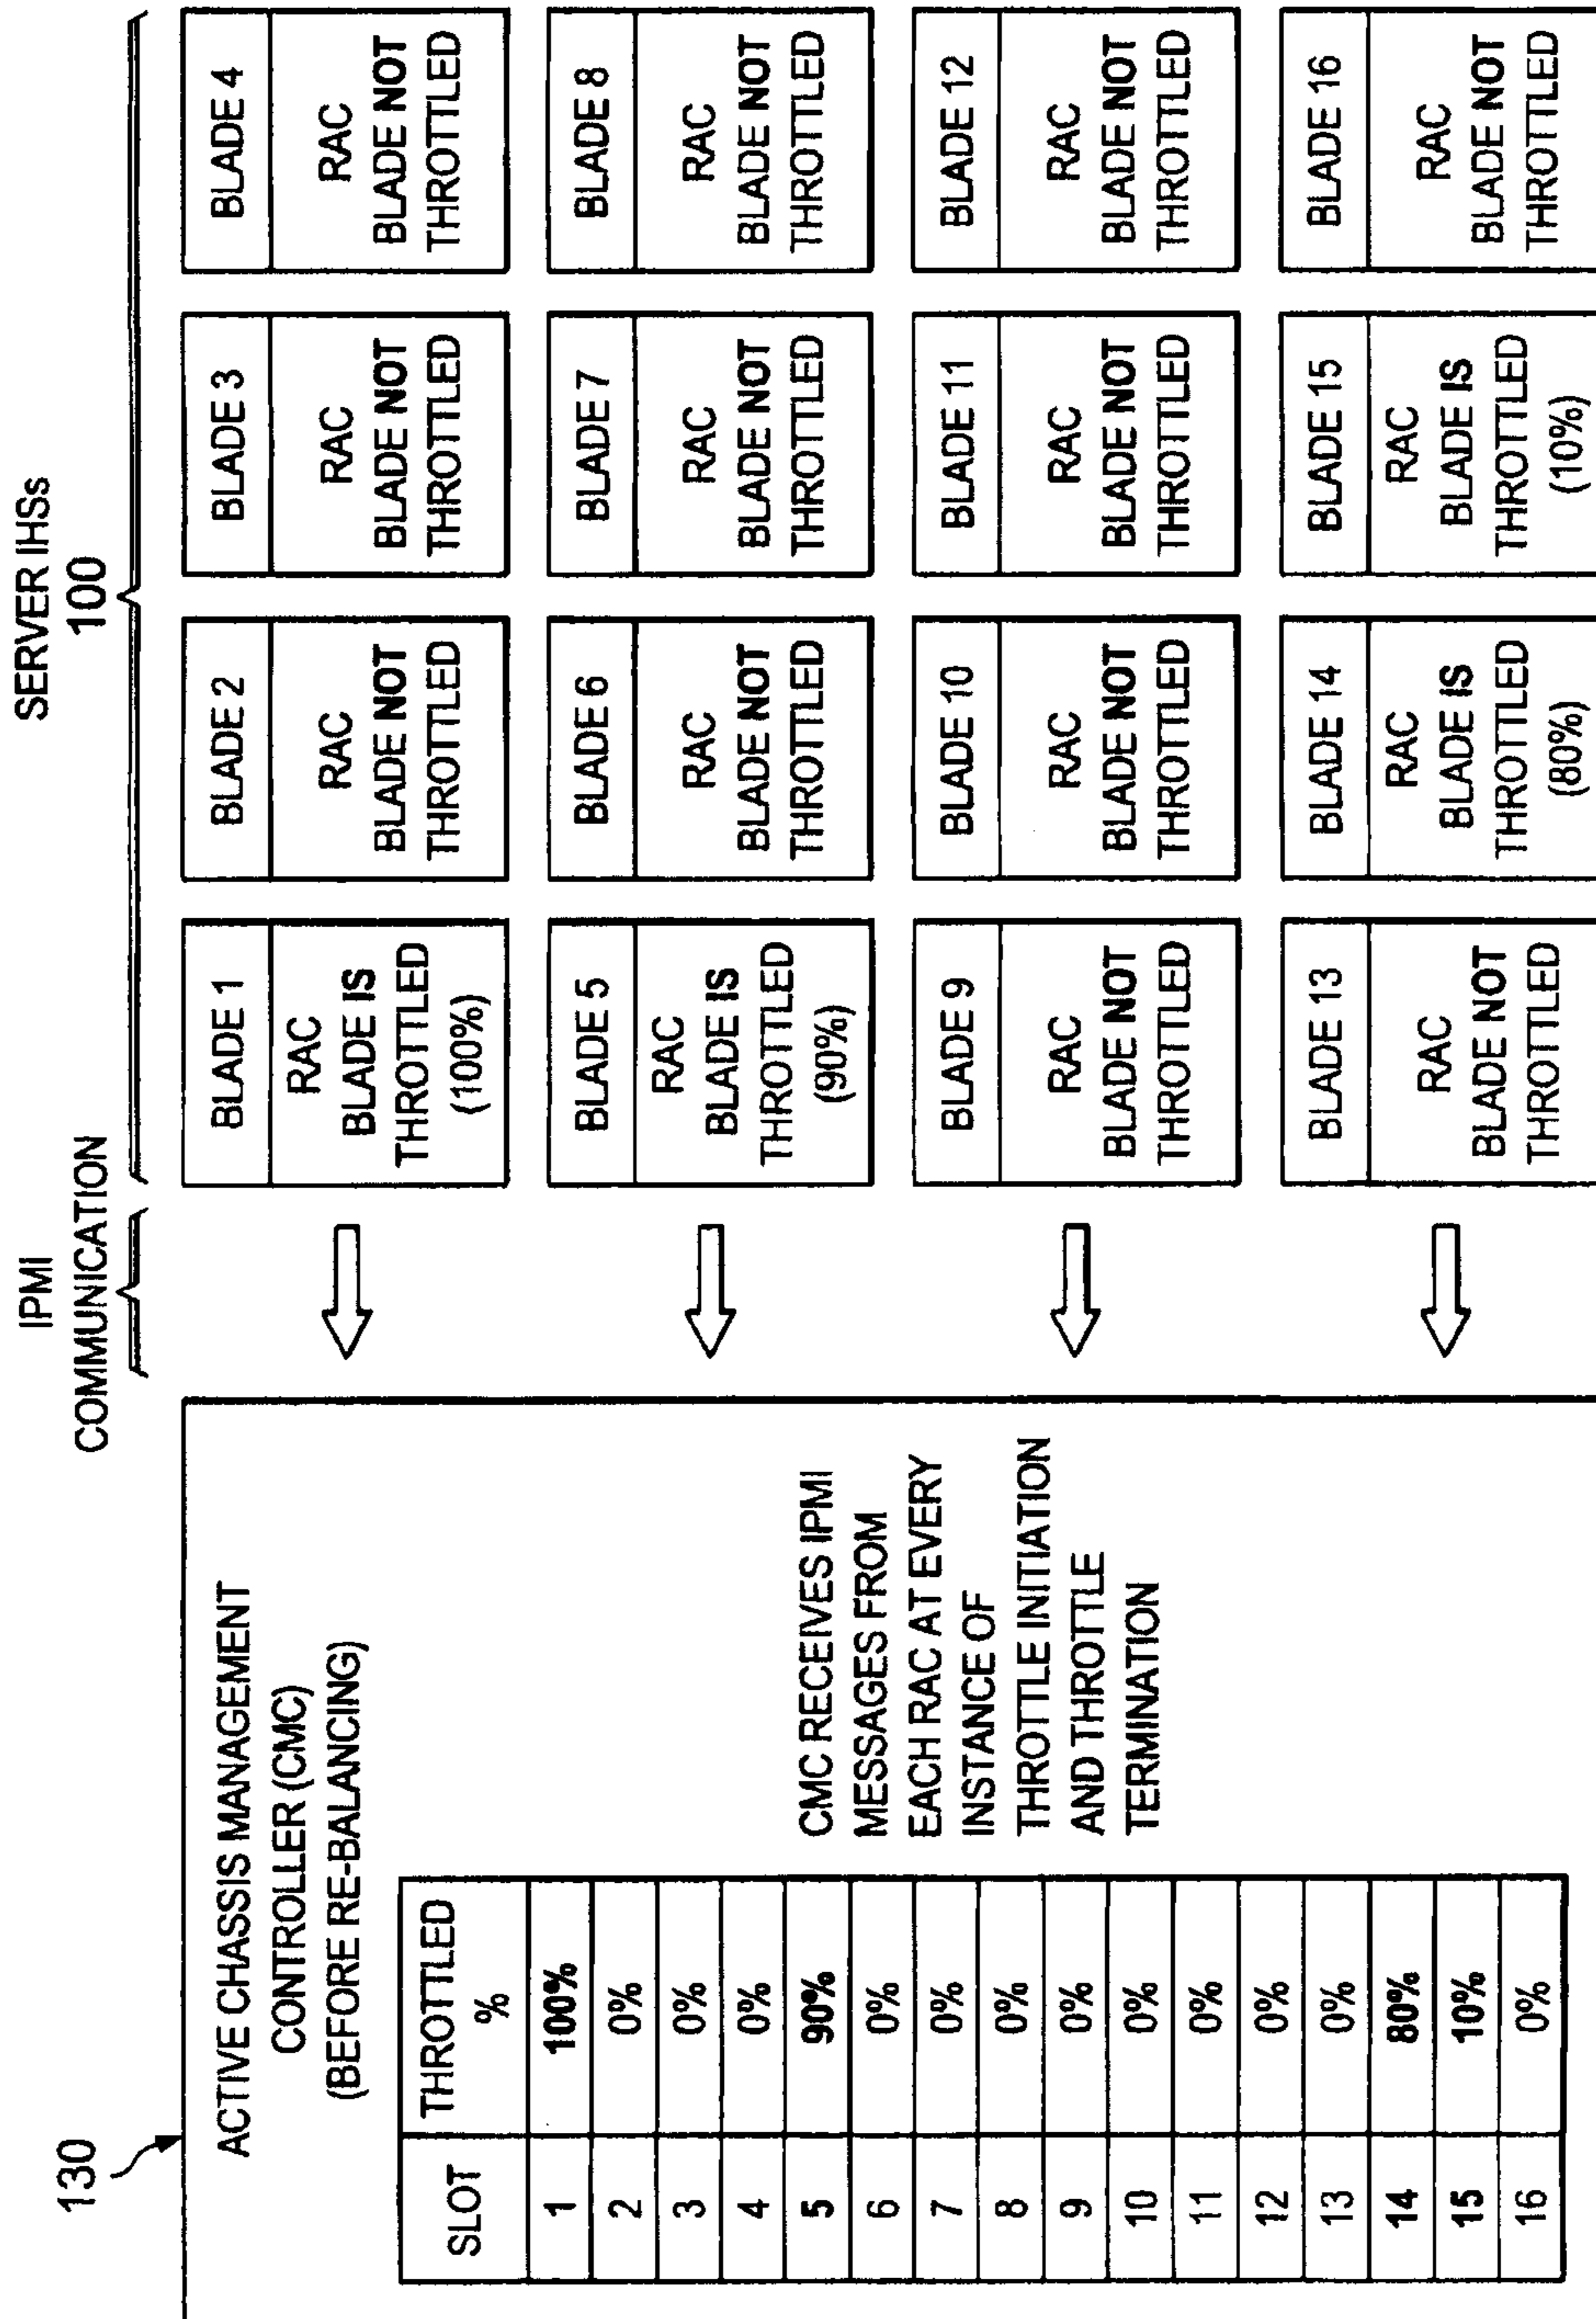 130
ACTIVE CHASSIS MANAGEMENT
CONTROLLER (CMC)
(BEFORE RE-BALANCING)
SLOT THROTTLED %
1 100%
2 0%
3 0%
4 0%
5 90%
6 0%
7 0%
8 0%
9 0%
10 0%
11 0%
12 0%
13 0%
14 80%
15 10%
16 0%
CMC RECEIVES IPMI
MESSAGES FROM
EACH RAC AT EVERY
INSTANCE OF
THROTTLE INITIATION
AND THROTTLE
TERMINATION
IPMI
COMMUNICATION
SERVER IHSs
100
BLADE 1
RAC
BLADE IS
THROTTLED
(100%)
BLADE 2
RAC
BLADE NOT
THROTTLED
BLADE 3
RAC
BLADE NOT
THROTTLED
BLADE 4
RAC
BLADE NOT
THROTTLED
BLADE 5
RAC
BLADE IS
THROTTLED
(90%)
BLADE 6
RAC
BLADE NOT
THROTTLED
BLADE 7
RAC
BLADE NOT
THROTTLED
BLADE 8
RAC
BLADE NOT
THROTTLED
BLADE 9
RAC
BLADE NOT
THROTTLED
BLADE 10
RAC
BLADE NOT
THROTTLED
BLADE 11
RAC
BLADE NOT
THROTTLED
BLADE 12
RAC
BLADE NOT
THROTTLED
BLADE 13
RAC
BLADE NOT
THROTTLED
BLADE 14
RAC
BLADE IS
THROTTLED
(80%)
BLADE 15
RAC
BLADE IS
THROTTLED
(10%)
BLADE 16
RAC
BLADE NOT
THROTTLED